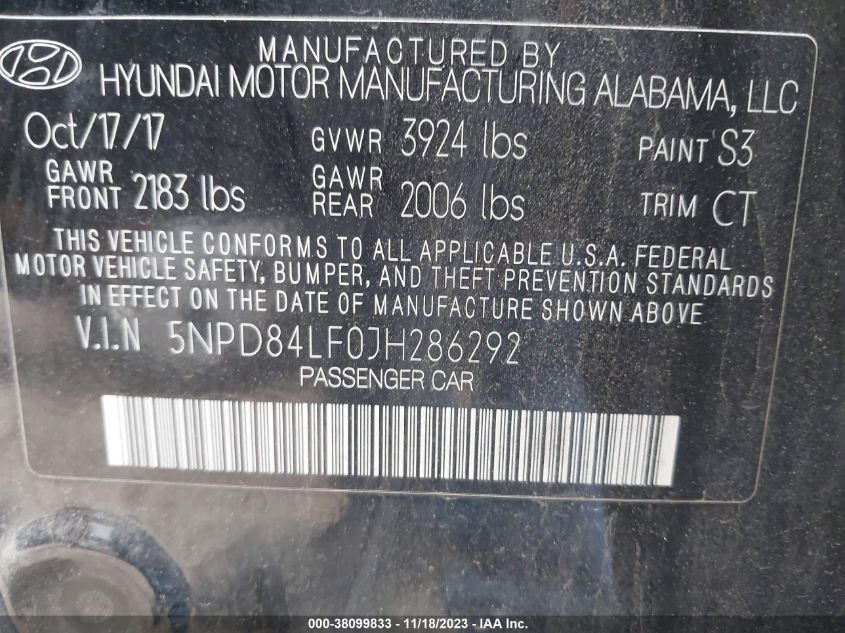 MANUFACTURED BY
HYUNDAI MOTOR MANUFACTURING ALABAMA, LLC
Oct/17/17 GVWR 3924 lbs PAINT S3
GAWR FRONT 2183 lbs GAWR REAR 2006 lbs TRIM CT
THIS VEHICLE CONFORMS TO ALL APPLICABLE U.S.A. FEDERAL
MOTOR VEHICLE SAFETY, BUMPER, AND THEFT PREVENTION STANDARDS
IN EFFECT ON THE DATE OF MANUFACTURE SHOWN ABOVE
V.I.N 5NPD84LF0JH286292
PASSENGER CAR
000-38099833 - 11/18/2023 - IAA Inc.